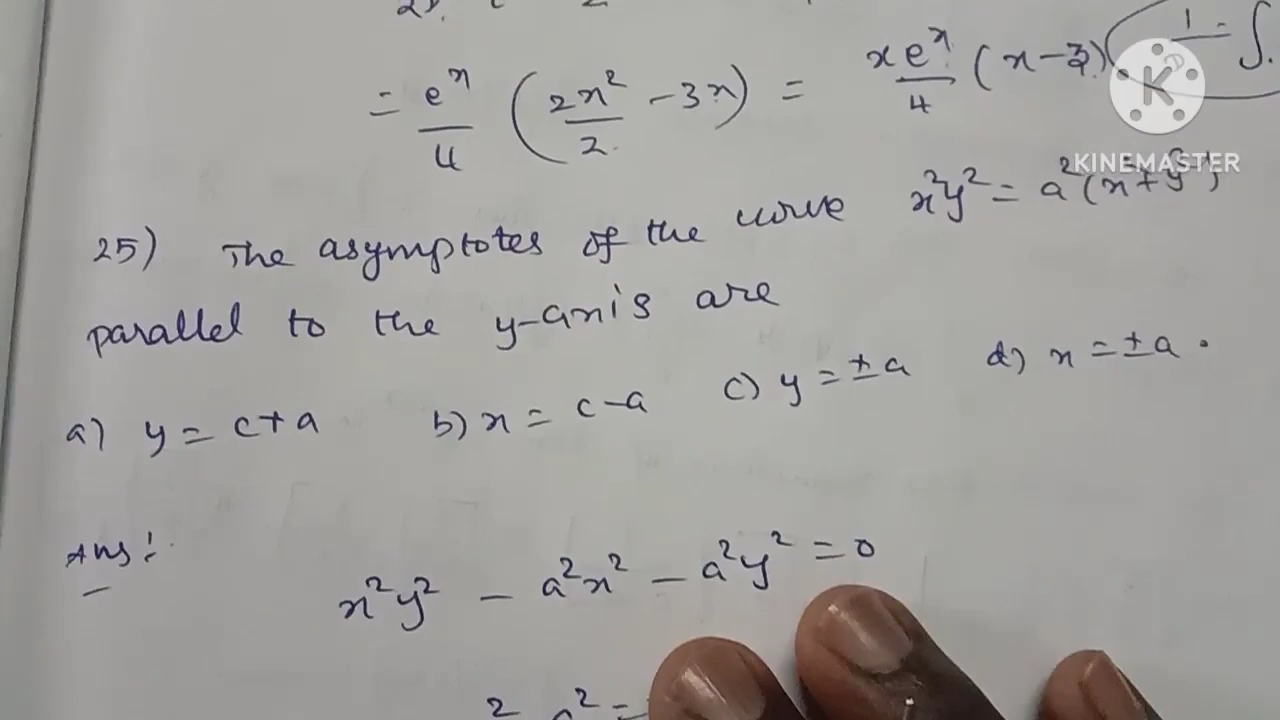 = e^x/4 (2x²/2 - 3x) = xe^x/4 (x-3)
KINEMASTER
x²y² = a²(x²+y²)
25) The asymptotes of the curve
parallel to the y-axis are
a) y = c+a b) x = c-a c) y = ±a d) x = ±a .
Ans :
x²y² - a²x² - a²y² = 0